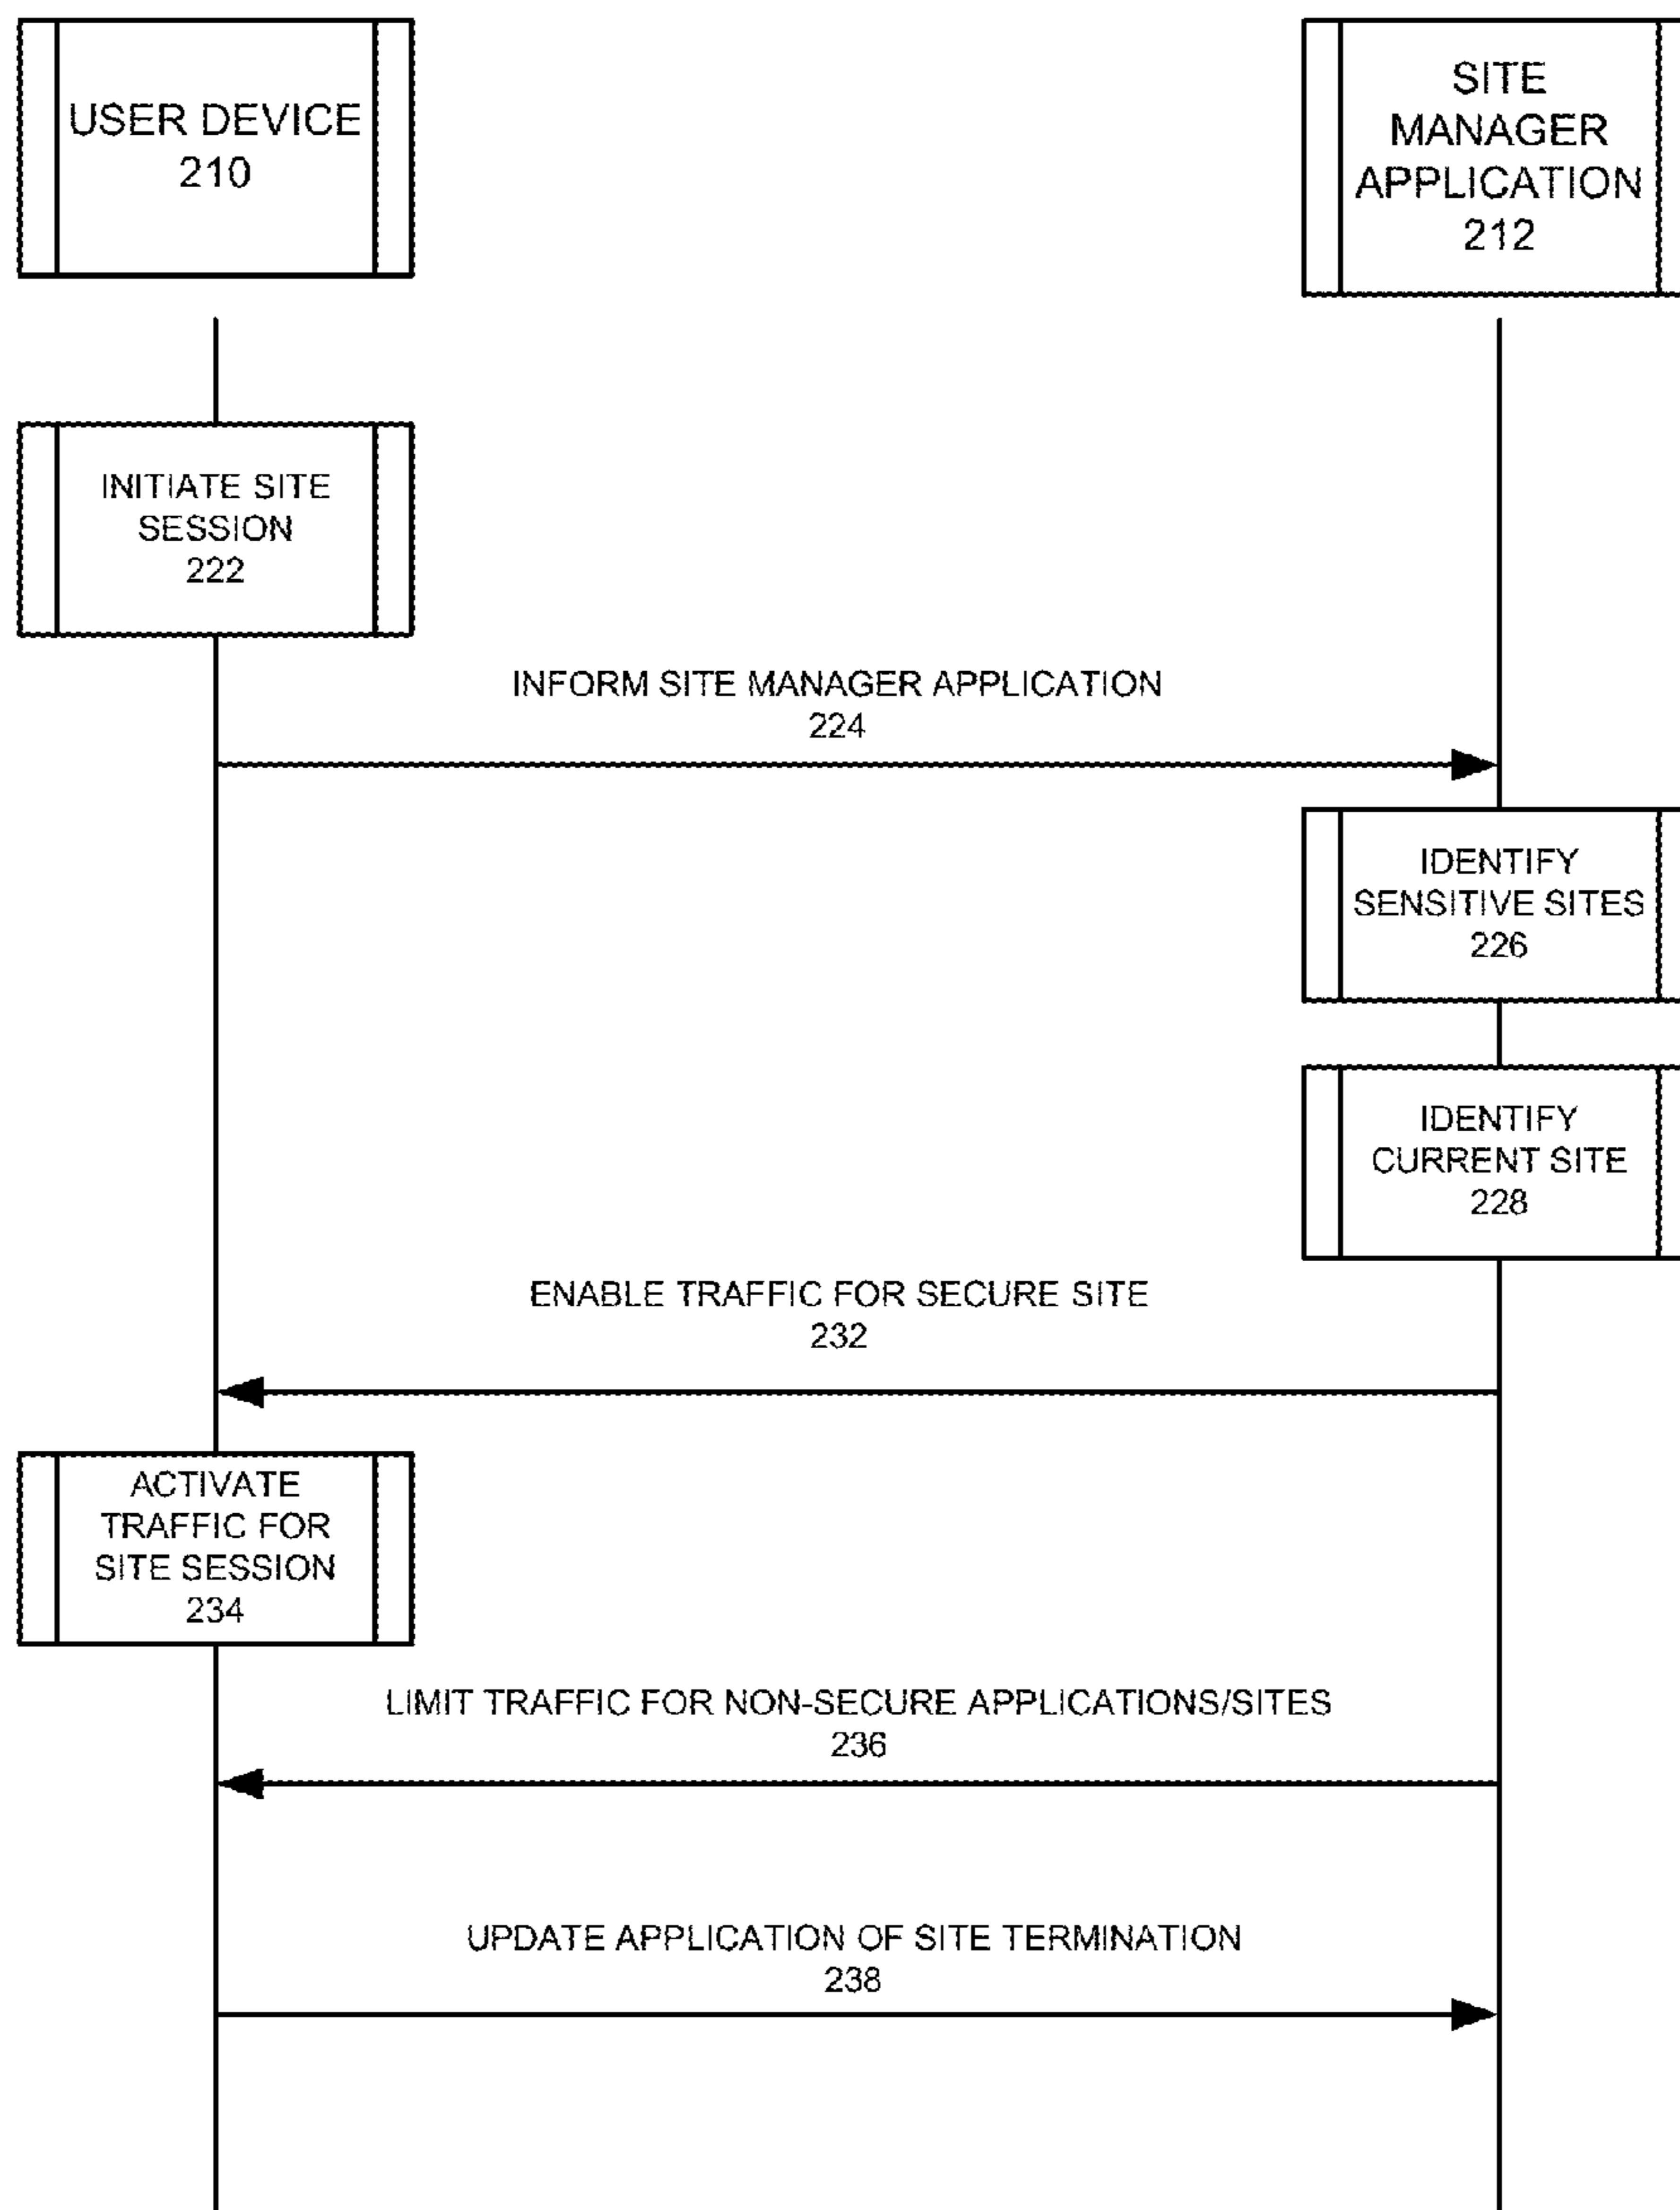 USER DEVICE
210
SITE
MANAGER
APPLICATION
212
INITIATE SITE
SESSION
222
INFORM SITE MANAGER APPLICATION
224
IDENTIFY
SENSITIVE SITES
226
IDENTIFY
CURRENT SITE
228
ENABLE TRAFFIC FOR SECURE SITE
232
ACTIVATE
TRAFFIC FOR
SITE SESSION
234
LIMIT TRAFFIC FOR NON-SECURE APPLICATIONS/SITES
236
UPDATE APPLICATION OF SITE TERMINATION
238